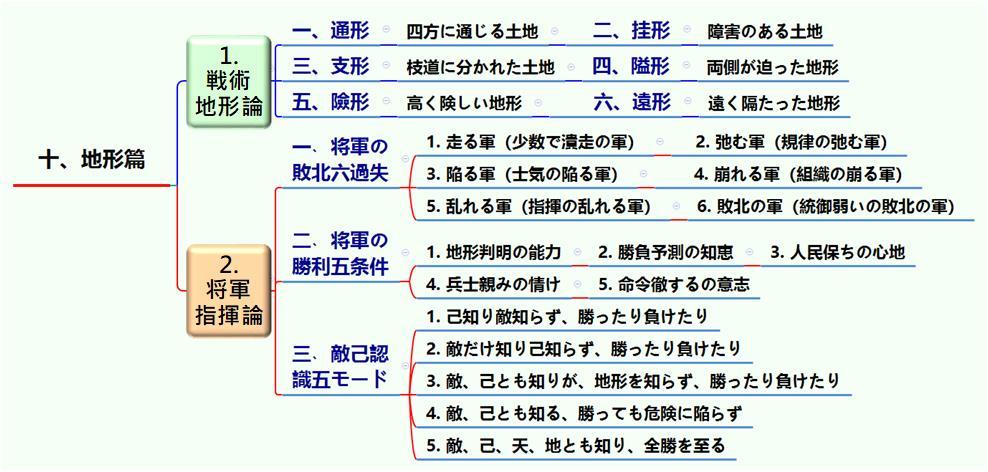 十、地形篇
1.
戦術
地形論
一、通形 四方に通じる土地 二、挂形 障害のある土地
三、支形 枝道に分かれた土地 四、隘形 両側が迫った地形
五、險形 高く険しい地形 六、遠形 遠く隔たった地形
2.
将軍
指揮論
一、将軍の
敗北六過失
1. 走る軍（少数で潰走の軍） 2. 弛む軍（規律の弛む軍）
3. 陥る軍（士気の陥る軍） 4. 崩れる軍（組織の崩る軍）
5. 乱れる軍（指揮の乱れる軍） 6. 敗北の軍（統御弱いの敗北の軍）
二、将軍の
勝利五条件
1. 地形判明の能力 2. 勝負予測の知恵 3. 人民保ちの心地
4. 兵士親みの情け 5. 命令徹するの意志
三、敵己認
識五モード
1. 己知り敵知らず、勝ったり負けたり
2. 敵だけ知り己知らず、勝ったり負けたり
3. 敵、己とも知りが、地形を知らず、勝ったり負けたり
4. 敵、己とも知る、勝っても危険に陥らず
5. 敵、己、天、地とも知り、全勝を至る